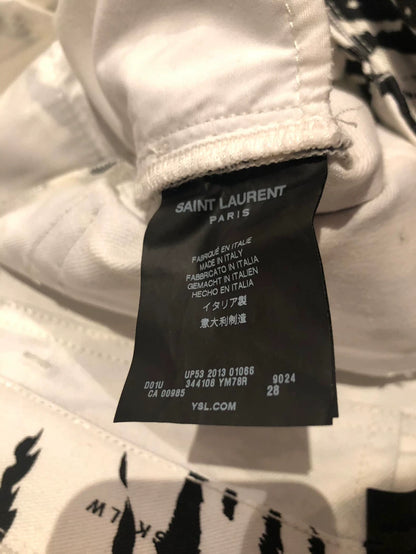 SAINT LAURENT
PARIS
FABRIQUÉ EN ITALIE
MADE IN ITALY
FABBRICATO IN ITALIA
GEMACHT IN ITALIEN
HECHO EN ITALIA
イタリア製
意大利制造
UP53 2013 01066
D01U 344108 YM78R 9024
CA 00985 28
YSL.COM